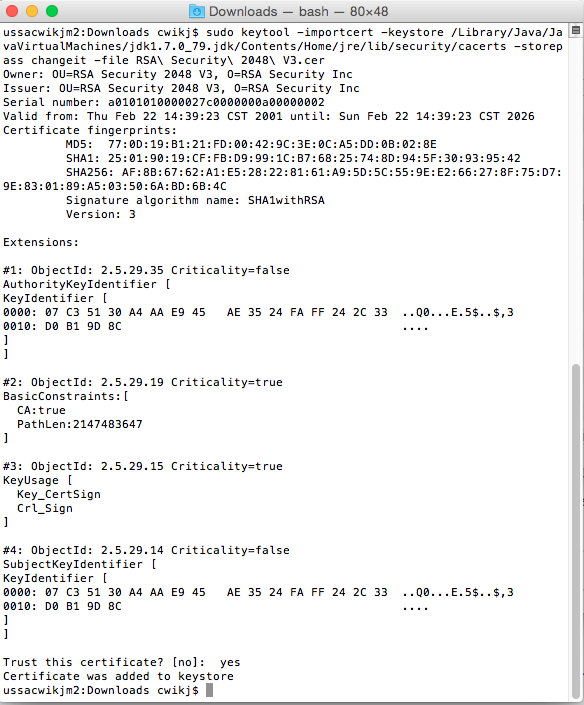 Downloads — bash — 80×48
ussacwikjm2:Downloads cwikj$ sudo keytool -importcert -keystore /Library/Java/Ja
vaVirtualMachines/jdk1.7.0_79.jdk/Contents/Home/jre/lib/security/cacerts -storep
ass changeit -file RSA\ Security\ 2048\ V3.cer
Owner: OU=RSA Security 2048 V3, O=RSA Security Inc
Issuer: OU=RSA Security 2048 V3, O=RSA Security Inc
Serial number: a0101010000027c0000000a00000002
Valid from: Thu Feb 22 14:39:23 CST 2001 until: Sun Feb 22 14:39:23 CST 2026
Certificate fingerprints:
         MD5:  77:0D:19:B1:21:FD:00:42:9C:3E:0C:A5:DD:0B:02:8E
         SHA1: 25:01:90:19:CF:FB:D9:99:1C:B7:68:25:74:8D:94:5F:30:93:95:42
         SHA256: AF:8B:67:62:A1:E5:28:22:81:61:A9:5D:5C:55:9E:E2:66:27:8F:75:D7:
9E:83:01:89:A5:03:50:6A:BD:6B:4C
         Signature algorithm name: SHA1withRSA
         Version: 3
Extensions:
#1: ObjectId: 2.5.29.35 Criticality=false
AuthorityKeyIdentifier [
KeyIdentifier [
0000: 07 C3 51 30 A4 AA E9 45   AE 35 24 FA FF 24 2C 33  ..Q0...E.5$..$,3
0010: D0 B1 9D 8C                                        ....
]
]
#2: ObjectId: 2.5.29.19 Criticality=true
BasicConstraints:[
  CA:true
  PathLen:2147483647
]
#3: ObjectId: 2.5.29.15 Criticality=true
KeyUsage [
  Key_CertSign
  Crl_Sign
]
#4: ObjectId: 2.5.29.14 Criticality=false
SubjectKeyIdentifier [
KeyIdentifier [
0000: 07 C3 51 30 A4 AA E9 45   AE 35 24 FA FF 24 2C 33  ..Q0...E.5$..$,3
0010: D0 B1 9D 8C                                        ....
]
]
Trust this certificate? [no]:  yes
Certificate was added to keystore
ussacwikjm2:Downloads cwikj$